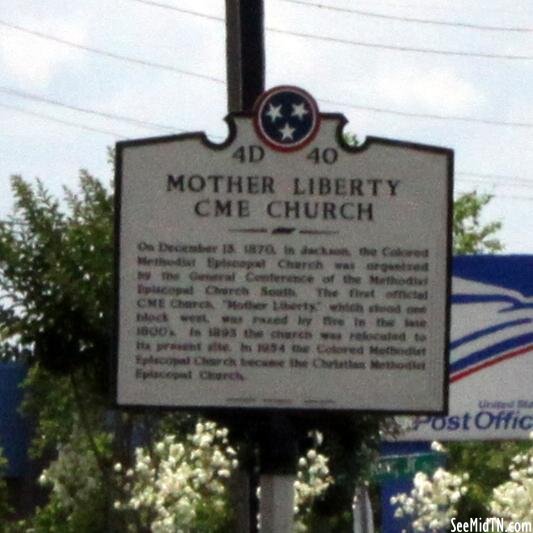 4D 40
MOTHER LIBERTY
CME CHURCH
On December 15, 1870, in Jackson, the Colored
Methodist Episcopal Church was organized
by the General Conference of the Methodist
Episcopal Church South. The first official
CME Church, "Mother Liberty," which stood one
block west, was razed by fire in the late
1800's. In 1893 the church was relocated to
its present site. In 1954 the Colored Methodist
Episcopal Church became the Christian Methodist
Episcopal Church.
United Sta
Post Offic
SeeMidTN.com